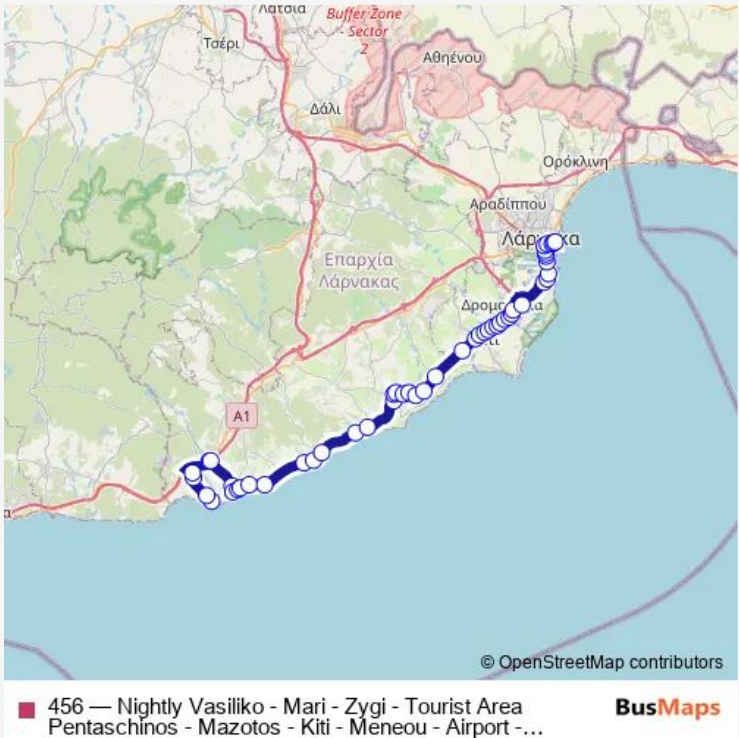 Λατσία
Buffer Zone
- Sector
2
Τσέρι
Αθηένου
Δάλι
Ορόκλινη
Αραδίππου
Επαρχία
Λάρνακας
A1
© OpenStreetMap contributors
456 — Nightly Vasiliko - Mari - Zygi - Tourist Area
Pentaschinos - Mazotos - Kiti - Meneou - Airport -...
BusMaps